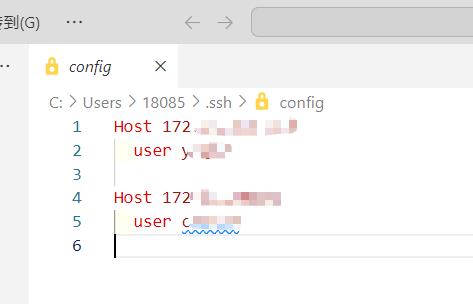 转到(G) ···
config
C: > Users > 18085 > .ssh > config
1 Host 172
2 user y
3
4 Host 172
5 user c
6